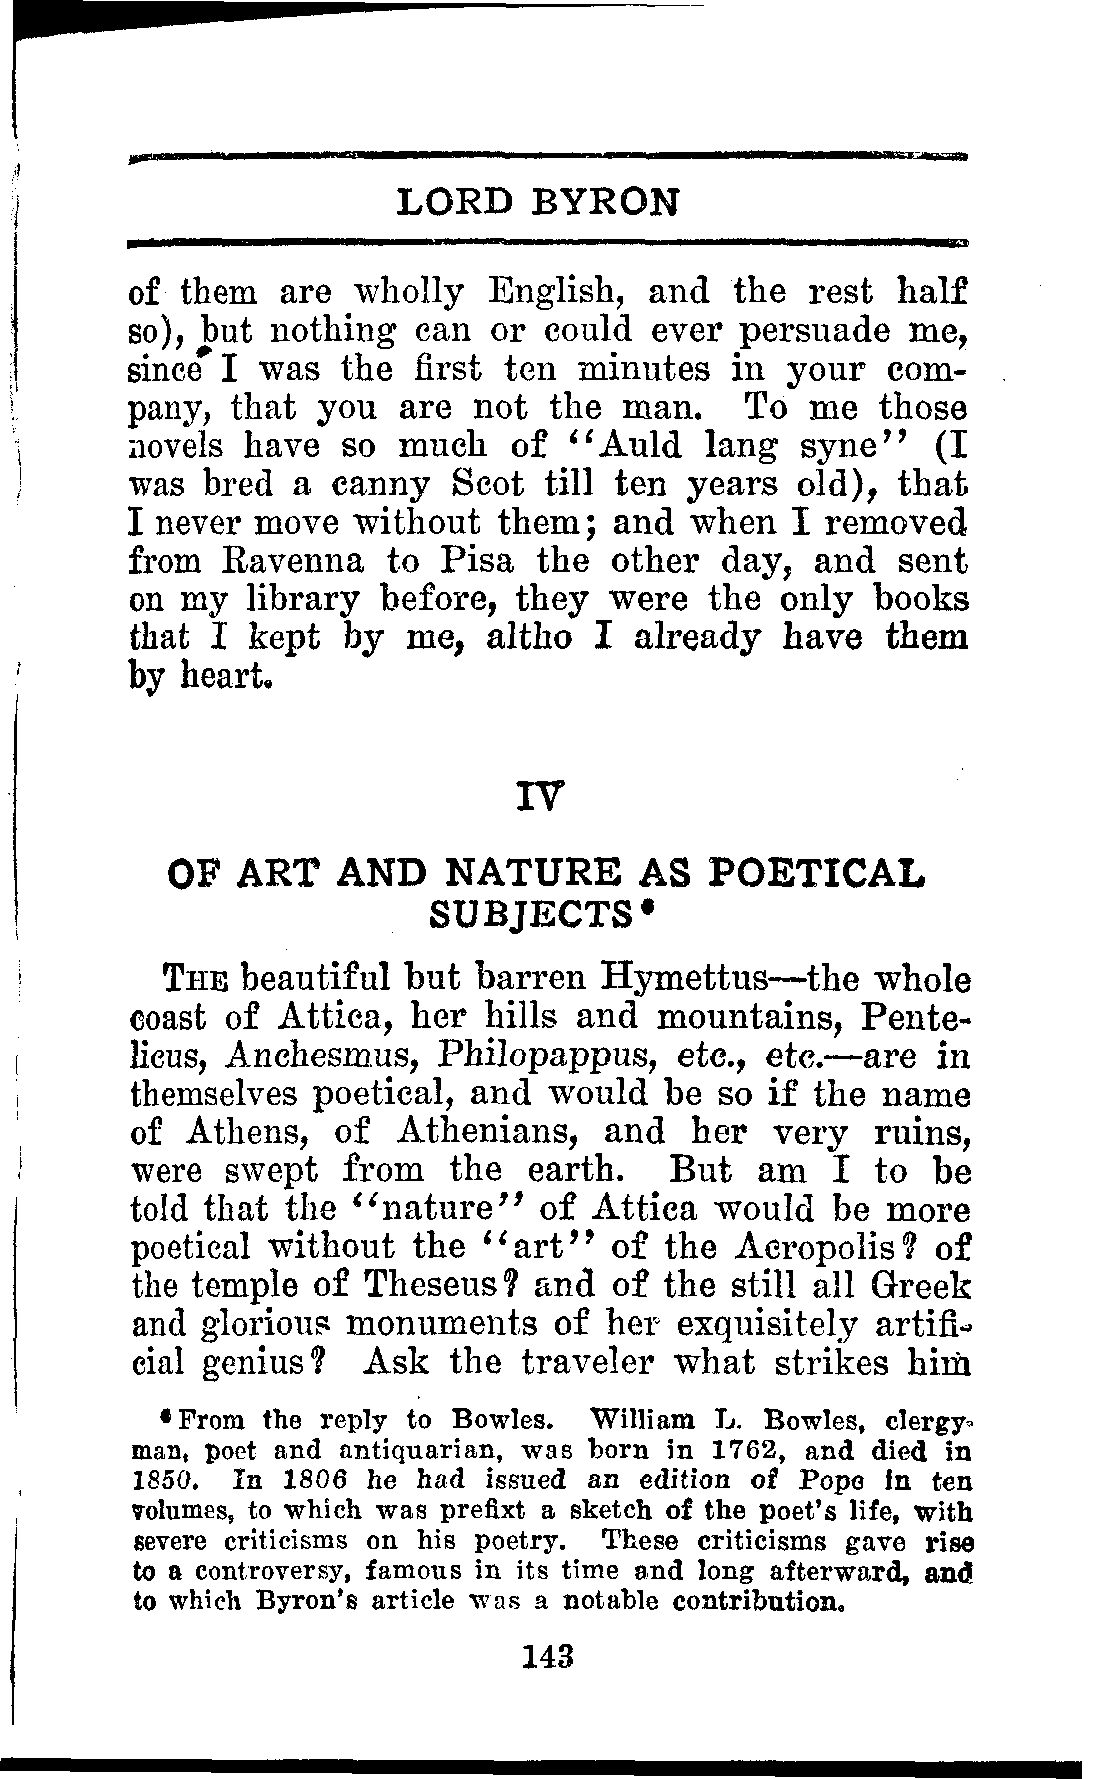 LORD BYRON
of them are wholly English, and the rest half
so), but nothing can or could ever persuade me,
since I was the first ten minutes in your com-
pany, that you are not the man. To me those
novels have so much of "Auld lang syne" (I
was bred a canny Scot till ten years old), that
I never move without them; and when I removed
from Ravenna to Pisa the other day, and sent
on my library before, they were the only books
that I kept by me, altho I already have them
by heart.
IV
OF ART AND NATURE AS POETICAL
SUBJECTS*
THE beautiful but barren Hymettus—the whole
coast of Attica, her hills and mountains, Pente-
licus, Anchesmus, Philopappus, etc., etc.—are in
themselves poetical, and would be so if the name
of Athens, of Athenians, and her very ruins,
were swept from the earth. But am I to be
told that the "nature" of Attica would be more
poetical without the "art" of the Acropolis? of
the temple of Theseus? and of the still all Greek
and glorious monuments of her exquisitely artifi-
cial genius? Ask the traveler what strikes him
*From the reply to Bowles. William L. Bowles, clergy-
man, poet and antiquarian, was born in 1762, and died in
1850. In 1806 he had issued an edition of Pope in ten
volumes, to which was prefixt a sketch of the poet's life, with
severe criticisms on his poetry. These criticisms gave rise
to a controversy, famous in its time and long afterward, and
to which Byron's article was a notable contribution.
143